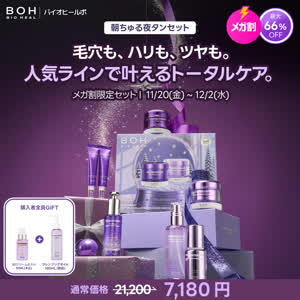 BOH
BIO HEAL
バイオヒールボ
メガ割
最大
66%
OFF
朝ちゅる夜タンセット
毛穴も、ハリも、ツヤも。
人気ラインで叶えるトータルケア。
メガ割限定セット | 11/20(金) ~ 12/2(水)
BOH
購入者全員GIFT
+
通常価格 21,200 7,180 円